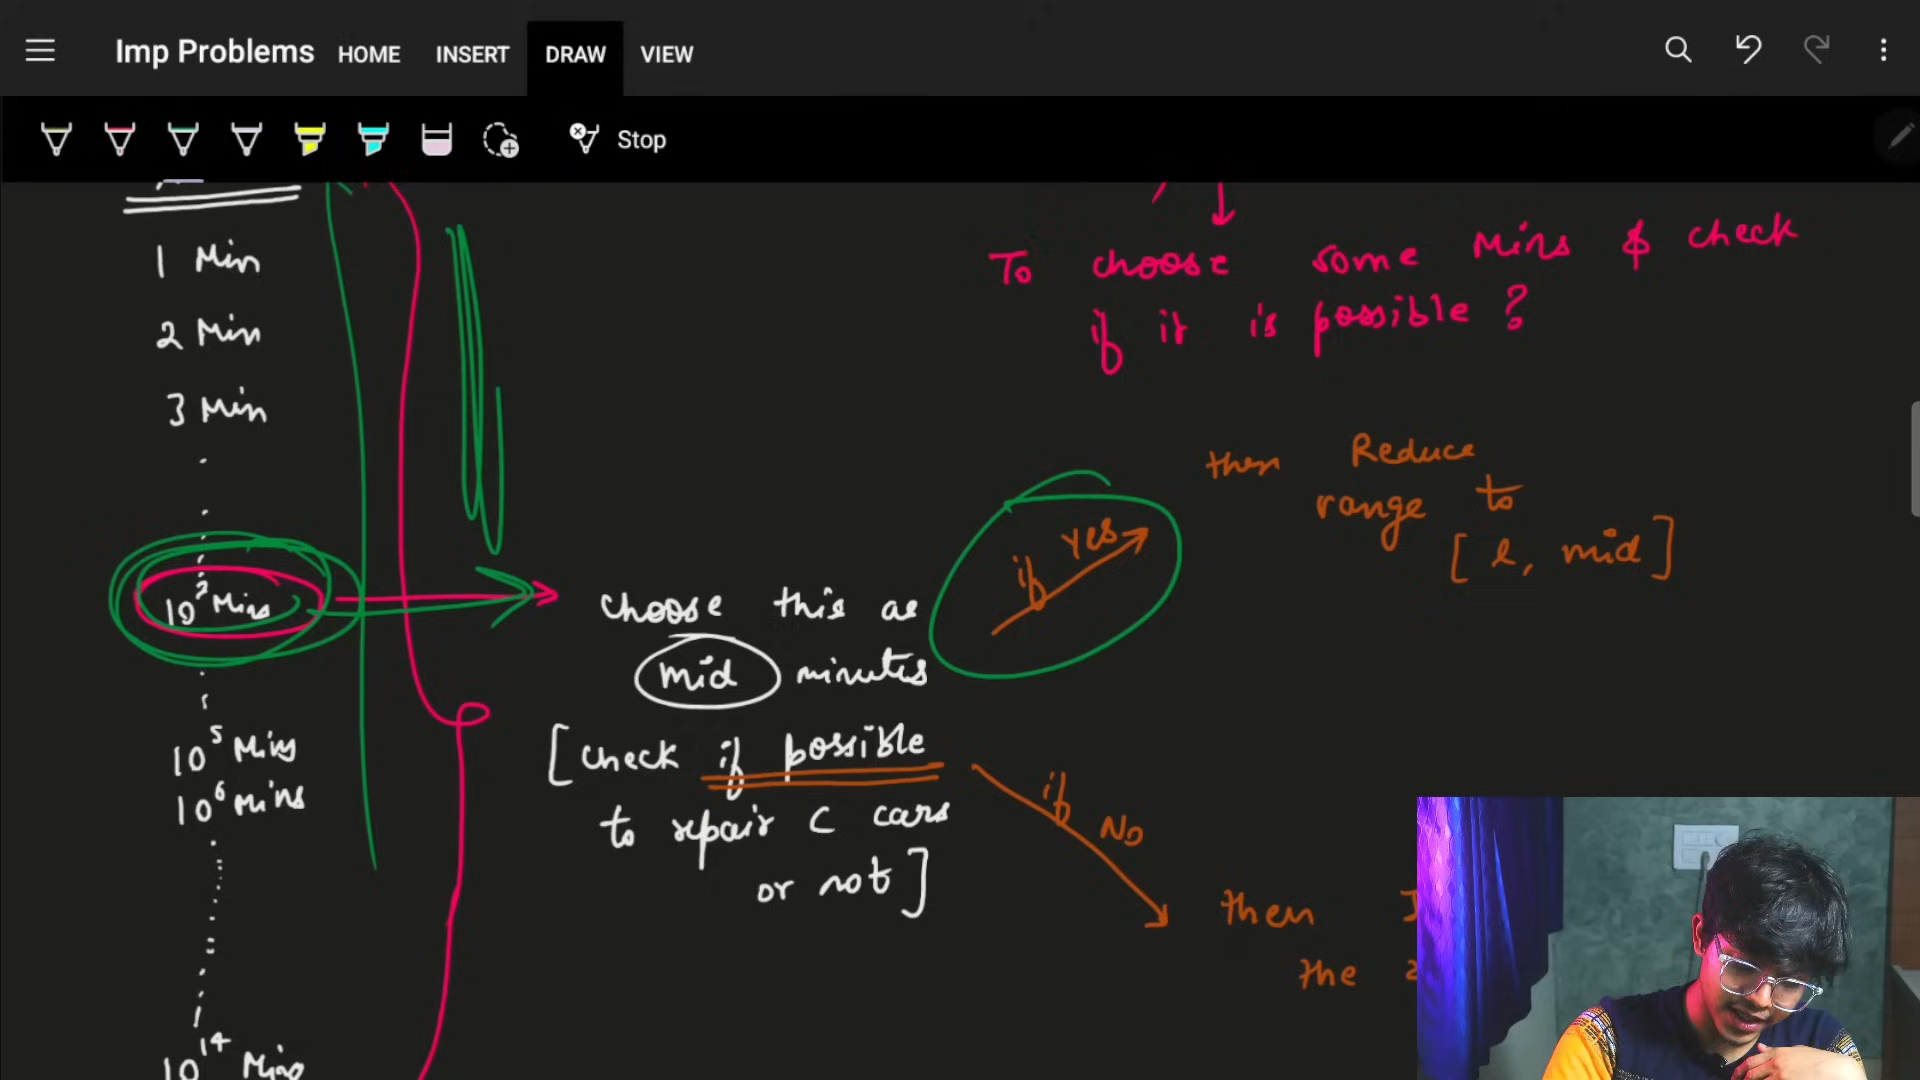 Imp Problems HOME INSERT DRAW VIEW
Stop
1 Min
2 Min
3 Min
10⁷ Mins
10⁵ Mins
10⁶ Mins
10¹⁴ Mins
To choose some Mins & check
if it is possible ?
choose this as
mid minutes
[check if possible
to repair C cars
or not]
if Yes
then Reduce
range to
[l, mid]
if No
then
the